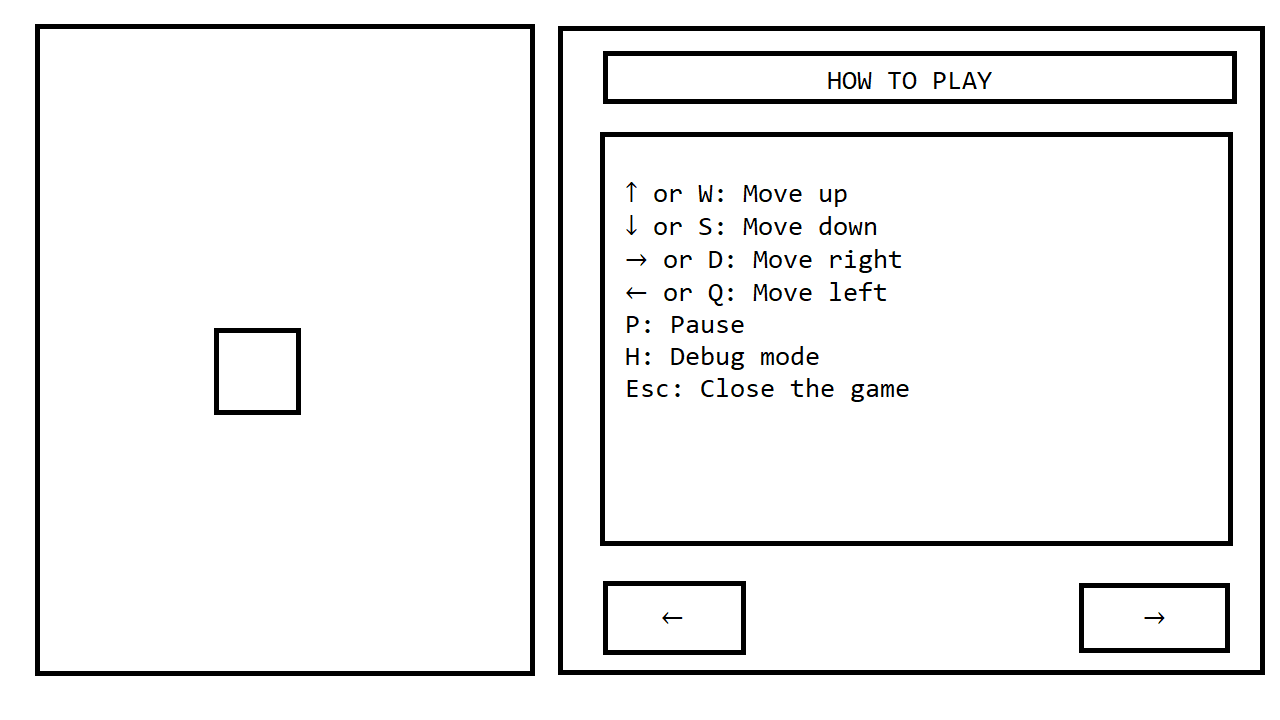 HOW TO PLAY
↑ or W: Move up
↓ or S: Move down
→ or D: Move right
← or Q: Move left
P: Pause
H: Debug mode
Esc: Close the game
← →